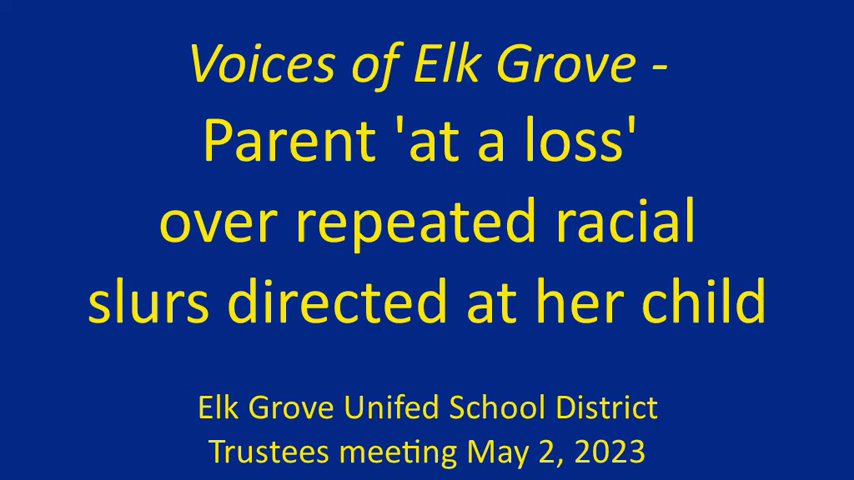 Voices of Elk Grove -
Parent 'at a loss'
over repeated racial
slurs directed at her child
Elk Grove Unifed School District
Trustees meeting May 2, 2023